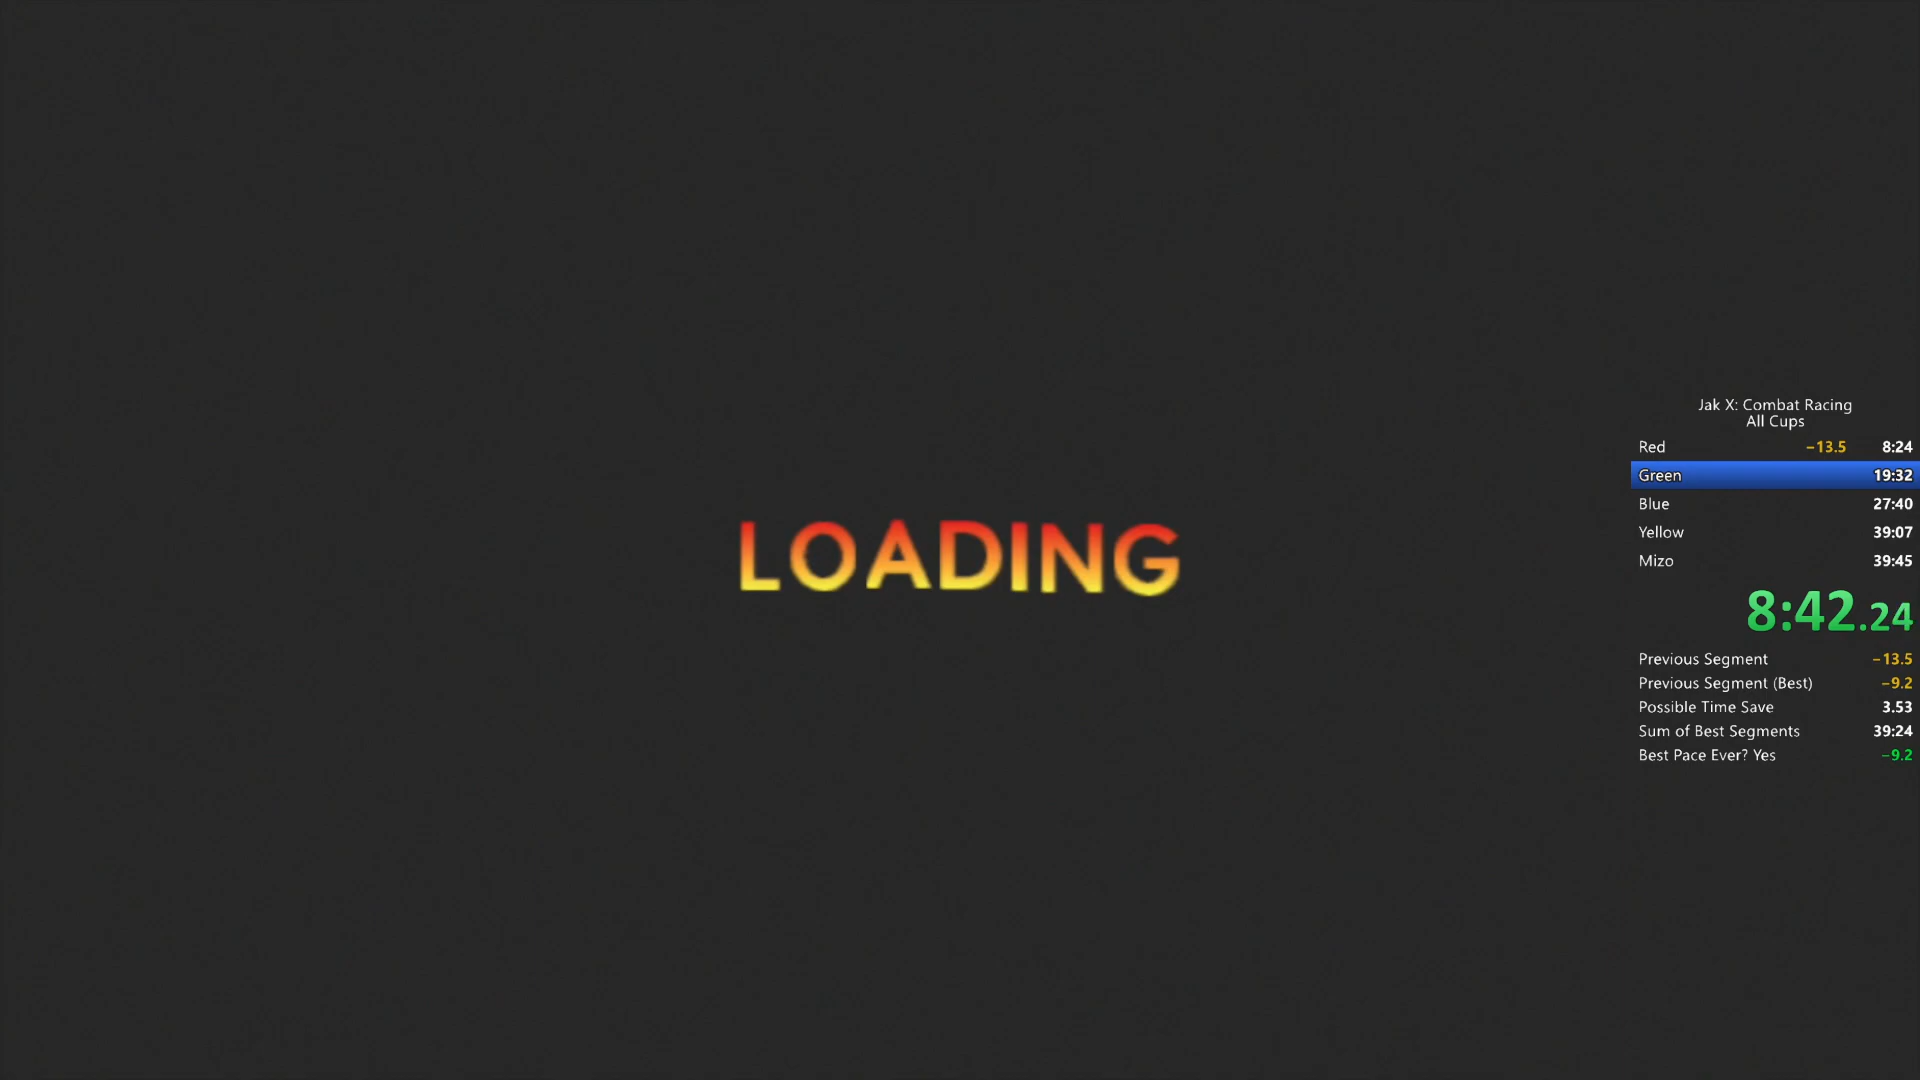 LOADING
Jak X: Combat Racing
All Cups
Red −13.5 8:24
Green 19:32
Blue 27:40
Yellow 39:07
Mizo 39:45
8:42.24
Previous Segment −13.5
Previous Segment (Best) −9.2
Possible Time Save 3.53
Sum of Best Segments 39:24
Best Pace Ever? Yes −9.2